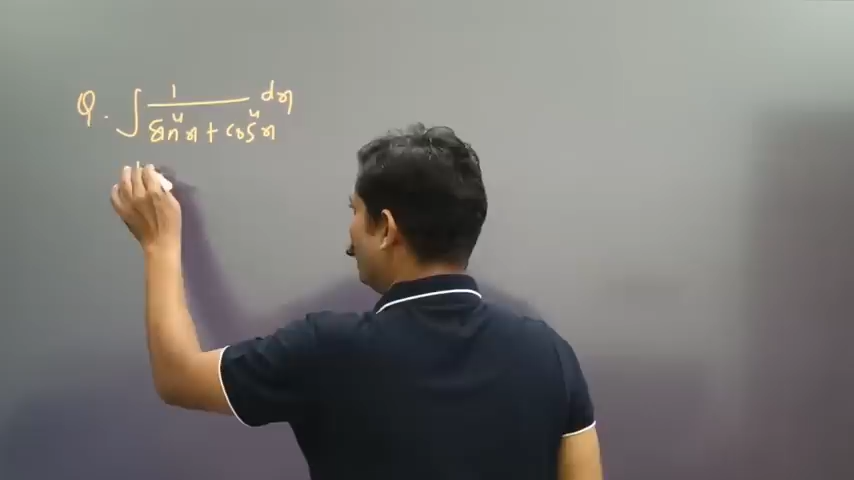 Q. ∫ 1/(sin⁴x + cos⁴x) dx